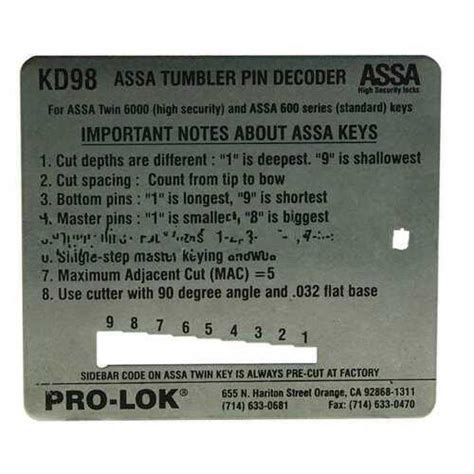 KD98 ASSA TUMBLER PIN DECODER ASSA
High Security locks
For ASSA Twin 6000 (high security) and ASSA 600 series (standard) keys
IMPORTANT NOTES ABOUT ASSA KEYS
1. Cut depths are different : "1" is deepest. "9" is shallowest
2. Cut spacing : Count from tip to bow
3. Bottom pins : "1" is longest, "9" is shortest
4. Master pins : "1" is smallest, "8" is biggest
6. Single-step master keying
7. Maximum Adjacent Cut (MAC) = 5
8. Use cutter with 90 degree angle and .032 flat base
9 8 7 6 5 4 3 2 1
SIDEBAR CODE ON ASSA TWIN KEY IS ALWAYS PRE-CUT AT FACTORY
PRO-LOK® 655 N. Hariton Street Orange, CA 92868-1311
(714) 633-0681 Fax: (714) 633-0470